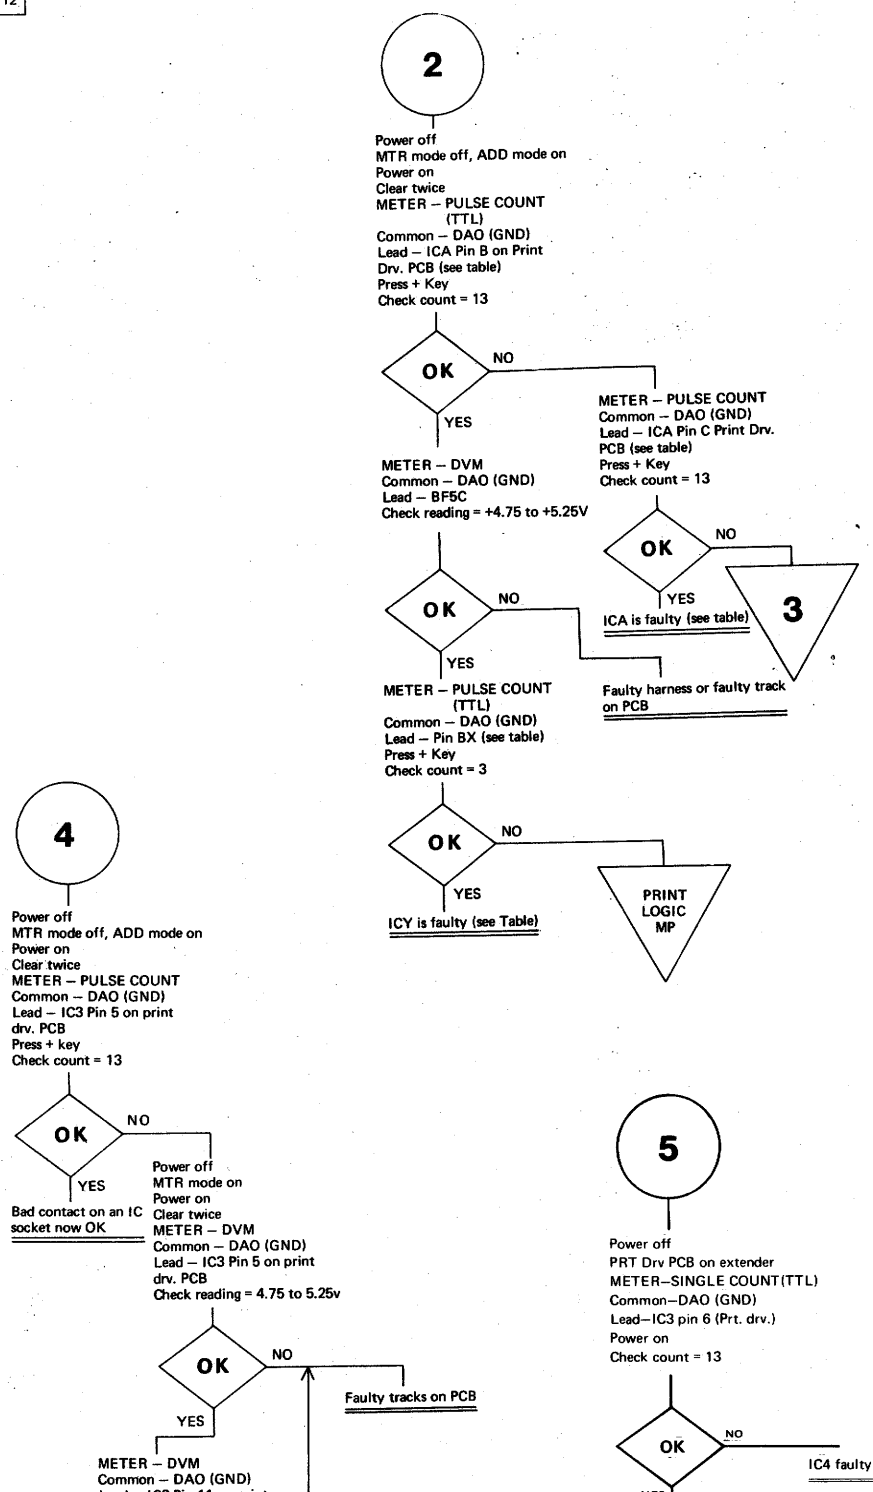 12
2
Power off
MTR mode off, ADD mode on
Power on
Clear twice
METER – PULSE COUNT
(TTL)
Common – DAO (GND)
Lead – ICA Pin B on Print
Drv. PCB (see table)
Press + Key
Check count = 13
OK
NO
YES
METER – PULSE COUNT
Common – DAO (GND)
Lead – ICA Pin C Print Drv.
PCB (see table)
Press + Key
Check count = 13
OK
NO
YES
ICA is faulty (see table)
3
METER – DVM
Common – DAO (GND)
Lead – BF5C
Check reading = +4.75 to +5.25V
OK
NO
YES
Faulty harness or faulty track
on PCB
METER – PULSE COUNT
(TTL)
Common – DAO (GND)
Lead – Pin BX (see table)
Press + Key
Check count = 3
OK
NO
YES
ICY is faulty (see Table)
PRINT
LOGIC
MP
4
Power off
MTR mode off, ADD mode on
Power on
Clear twice
METER – PULSE COUNT
Common – DAO (GND)
Lead – IC3 Pin 5 on print
drv. PCB
Press + key
Check count = 13
OK
NO
YES
Bad contact on an IC
socket now OK
Power off
MTR mode on
Power on
Clear twice
METER – DVM
Common – DAO (GND)
Lead – IC3 Pin 5 on print
drv. PCB
Check reading = 4.75 to 5.25v
OK
NO
YES
Faulty tracks on PCB
METER – DVM
Common – DAO (GND)
5
Power off
PRT Drv PCB on extender
METER–SINGLE COUNT(TTL)
Common–DAO (GND)
Lead–IC3 pin 6 (Prt. drv.)
Power on
Check count = 13
OK
NO
IC4 faulty